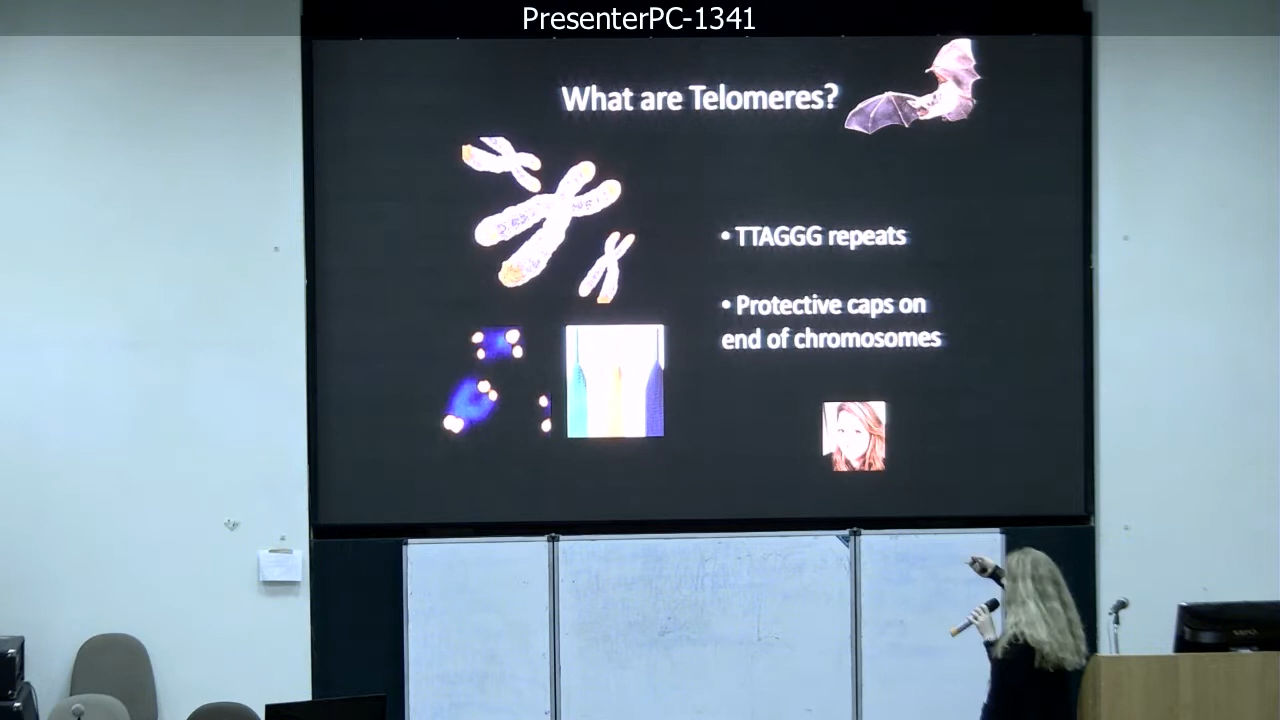 PresenterPC-1341
What are Telomeres?
• TTAGGG repeats
• Protective caps on
end of chromosomes